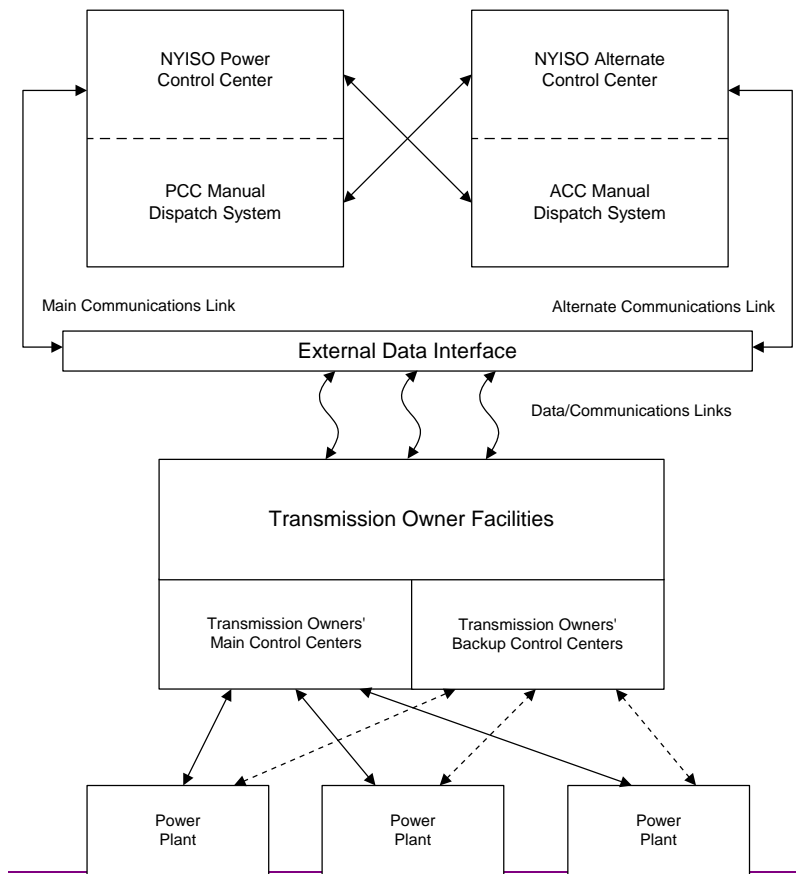 NYISO Power
Control Center
NYISO Alternate
Control Center
PCC Manual
Dispatch System
ACC Manual
Dispatch System
Main Communications Link
Alternate Communications Link
External Data Interface
Data/Communications Links
Transmission Owner Facilities
Transmission Owners'
Main Control Centers
Transmission Owners'
Backup Control Centers
Power
Plant
Power
Plant
Power
Plant